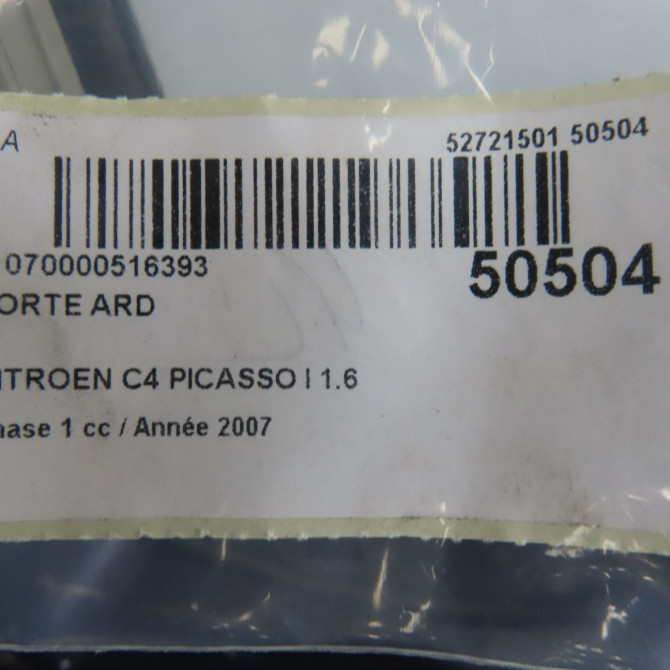 A
52721501 50504
070000516393
50504
ORTE ARD
ITROEN C4 PICASSO I 1.6
hase 1 cc / Année 2007